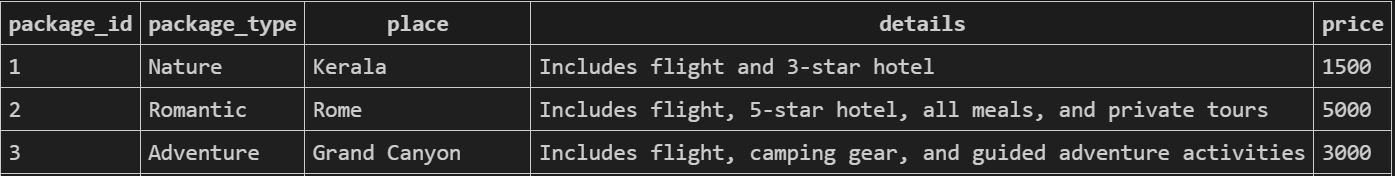 package_id package_type place details price
1 Nature Kerala Includes flight and 3-star hotel 1500
2 Romantic Rome Includes flight, 5-star hotel, all meals, and private tours 5000
3 Adventure Grand Canyon Includes flight, camping gear, and guided adventure activities 3000